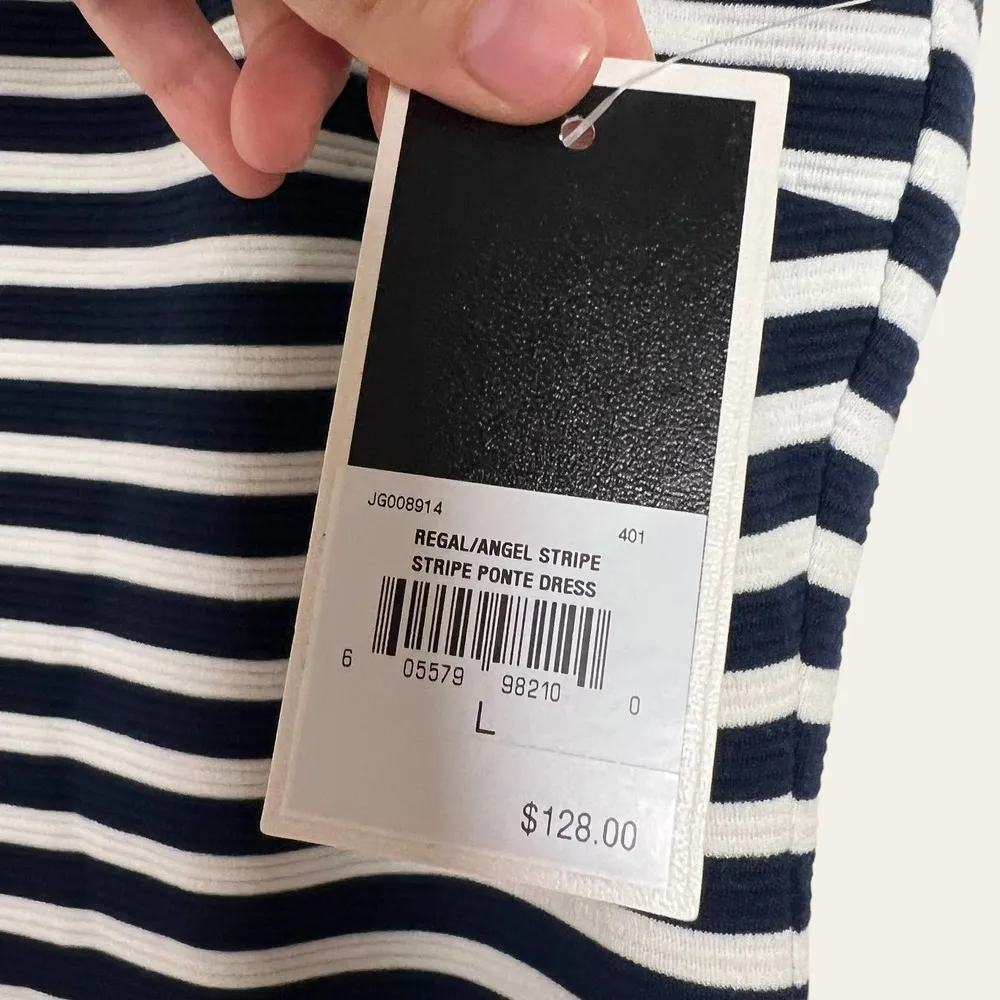 JG008914
401
REGAL/ANGEL STRIPE
STRIPE PONTE DRESS
6 05579 98210 0
L
$128.00